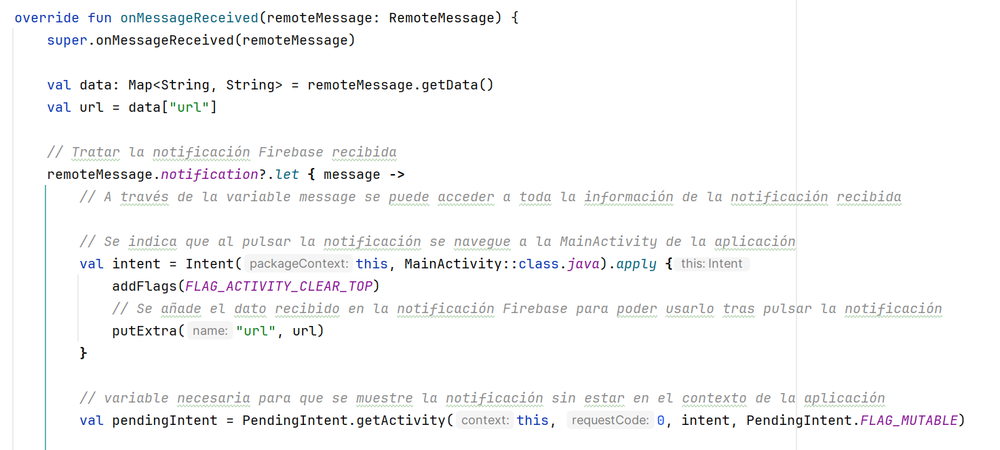 override fun onMessageReceived(remoteMessage: RemoteMessage) {
super.onMessageReceived(remoteMessage)
val data: Map<String, String> = remoteMessage.getData()
val url = data["url"]
// Tratar la notificación Firebase recibida
remoteMessage.notification?.let { message ->
// A través de la variable message se puede acceder a toda la información de la notificación recibida
// Se indica que al pulsar la notificación se navegue a la MainActivity de la aplicación
val intent = Intent( packageContext: this, MainActivity::class.java).apply { this: Intent
addFlags(FLAG_ACTIVITY_CLEAR_TOP)
// Se añade el dato recibido en la notificación Firebase para poder usarlo tras pulsar la notificación
putExtra( name: "url", url)
}
// variable necesaria para que se muestre la notificación sin estar en el contexto de la aplicación
val pendingIntent = PendingIntent.getActivity( context: this, requestCode: 0, intent, PendingIntent.FLAG_MUTABLE)